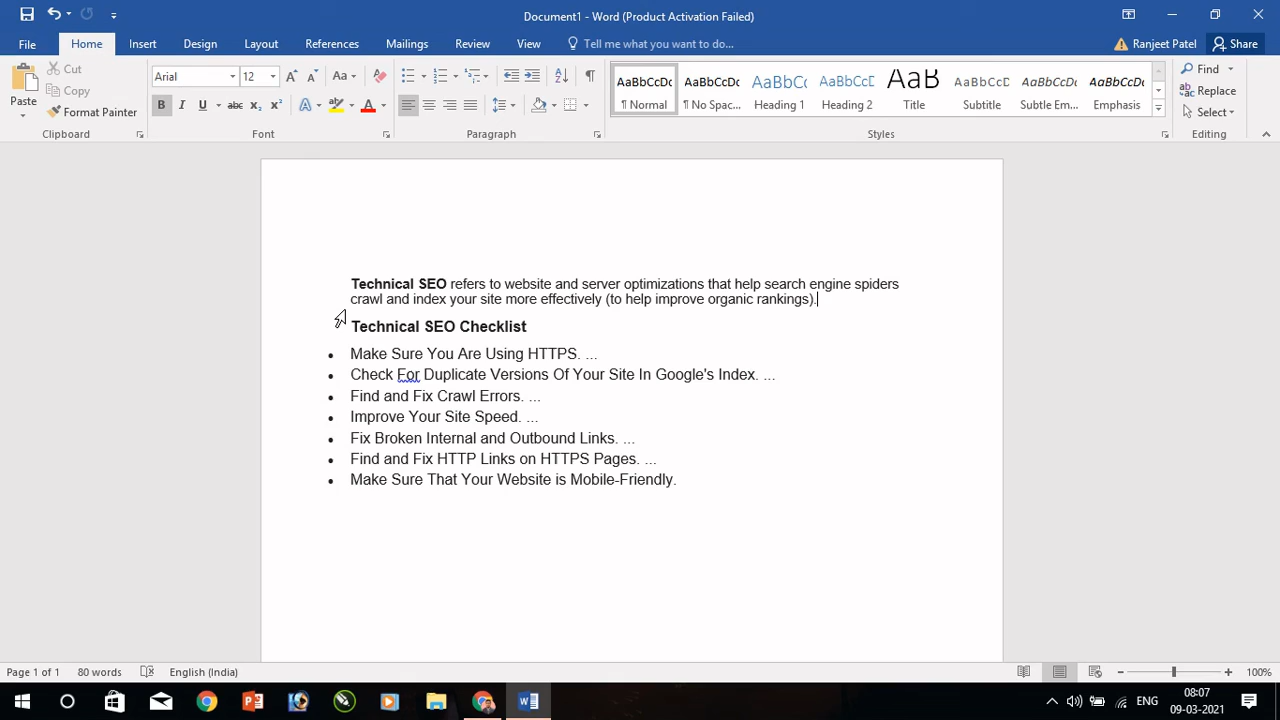 Document1 - Word (Product Activation Failed)
File Home Insert Design Layout References Mailings Review View Tell me what you want to do... Ranjeet Patel Share
Paste
Cut
Copy
Format Painter
Clipboard
Arial 12
Aa
B I U abc x₂ x² A A
Font
Paragraph
AaBbCcDc AaBbCcDc AaBbCc AaBbCcD AaB AaBbCcD AaBbCcDc AaBbCcDc
¶ Normal ¶ No Spac... Heading 1 Heading 2 Title Subtitle Subtle Em... Emphasis
Styles
Find
Replace
Select
Editing
Technical SEO refers to website and server optimizations that help search engine spiders
crawl and index your site more effectively (to help improve organic rankings).
Technical SEO Checklist
• Make Sure You Are Using HTTPS. ...
• Check For Duplicate Versions Of Your Site In Google's Index. ...
• Find and Fix Crawl Errors. ...
• Improve Your Site Speed. ...
• Fix Broken Internal and Outbound Links. ...
• Find and Fix HTTP Links on HTTPS Pages. ...
• Make Sure That Your Website is Mobile-Friendly.
Page 1 of 1 80 words English (India) 100%
ENG 08:07
09-03-2021